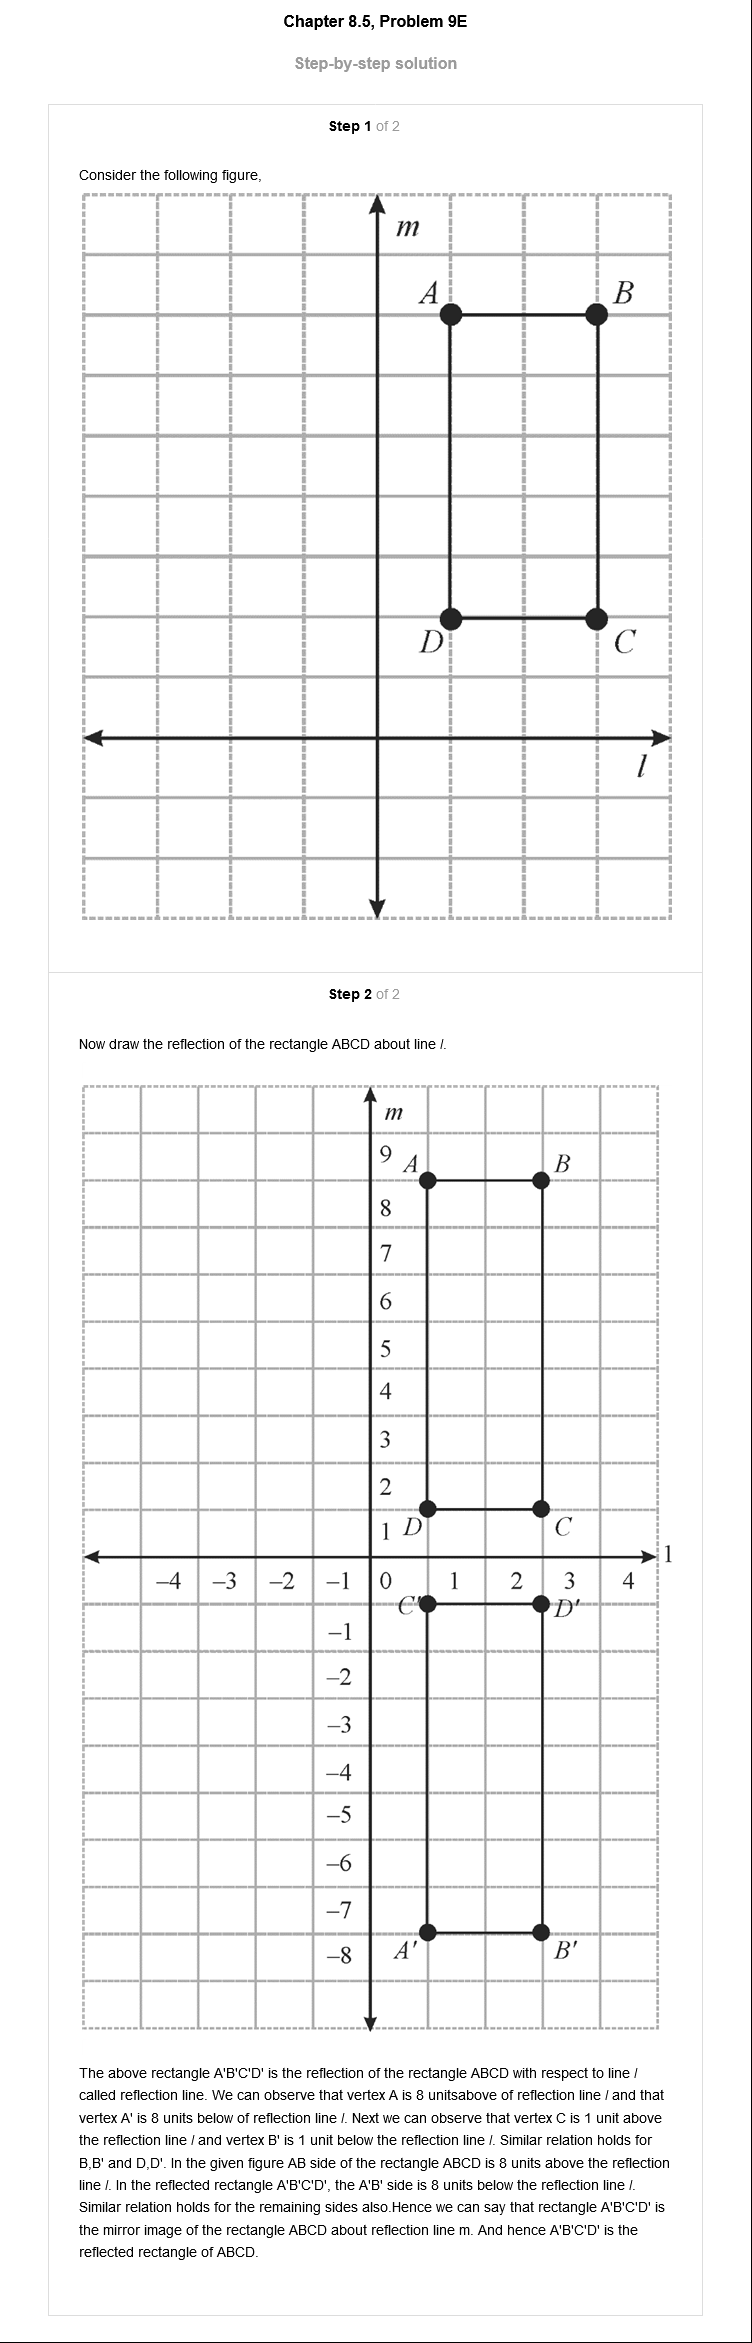 Chapter 8.5, Problem 9E
Step-by-step solution
Step 1 of 2
Consider the following figure,
m
A
B
D
C
l
Step 2 of 2
Now draw the reflection of the rectangle ABCD about line l.
m
9 A B
8
7
6
5
4
3
2
1 D C
1
–4 –3 –2 –1 0 1 2 3 4
C' D'
–1
–2
–3
–4
–5
–6
–7
–8 A' B'
The above rectangle A'B'C'D' is the reflection of the rectangle ABCD with respect to line l
called reflection line. We can observe that vertex A is 8 unitsabove of reflection line l and that
vertex A' is 8 units below of reflection line l. Next we can observe that vertex C is 1 unit above
the reflection line l and vertex B' is 1 unit below the reflection line l. Similar relation holds for
B,B' and D,D'. In the given figure AB side of the rectangle ABCD is 8 units above the reflection
line l. In the reflected rectangle A'B'C'D', the A'B' side is 8 units below the reflection line l.
Similar relation holds for the remaining sides also.Hence we can say that rectangle A'B'C'D' is
the mirror image of the rectangle ABCD about reflection line m. And hence A'B'C'D' is the
reflected rectangle of ABCD.